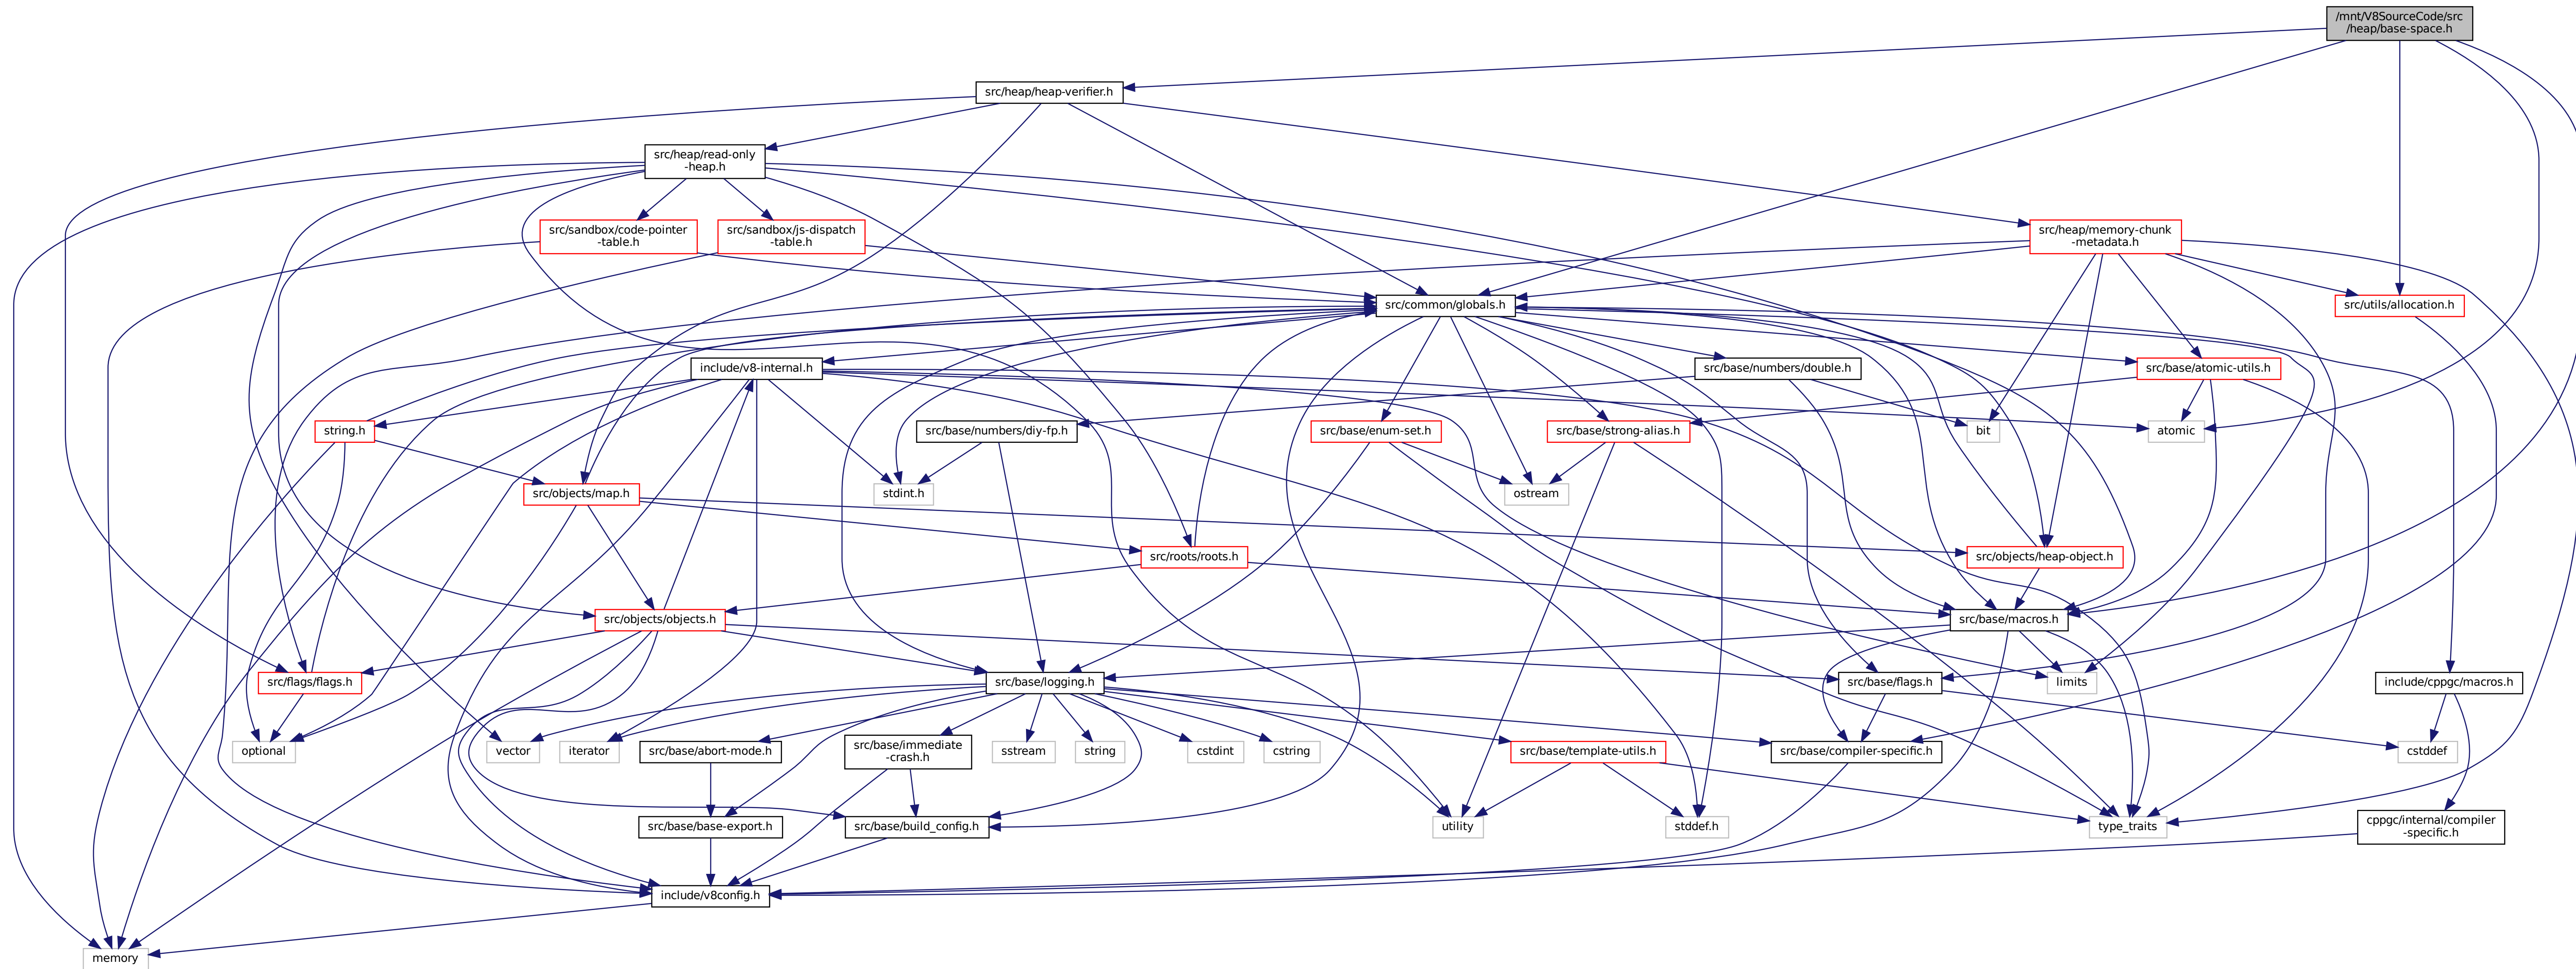 /mnt/V8SourceCode/src
/heap/base-space.h
src/heap/heap-verifier.h
src/heap/read-only
-heap.h
src/sandbox/code-pointer
-table.h
src/sandbox/js-dispatch
-table.h
src/heap/memory-chunk
-metadata.h
src/common/globals.h
src/utils/allocation.h
include/v8-internal.h
src/base/numbers/double.h
src/base/atomic-utils.h
string.h
src/base/numbers/diy-fp.h
src/base/enum-set.h
src/base/strong-alias.h
bit
atomic
src/objects/map.h
stdint.h
ostream
src/roots/roots.h
src/objects/heap-object.h
src/objects/objects.h
src/base/macros.h
src/flags/flags.h
src/base/logging.h
src/base/flags.h
limits
include/cppgc/macros.h
optional
vector
iterator
src/base/abort-mode.h
src/base/immediate
-crash.h
sstream
string
cstdint
cstring
src/base/template-utils.h
src/base/compiler-specific.h
cstddef
src/base/base-export.h
src/base/build_config.h
utility
stddef.h
type_traits
cppgc/internal/compiler
-specific.h
include/v8config.h
memory